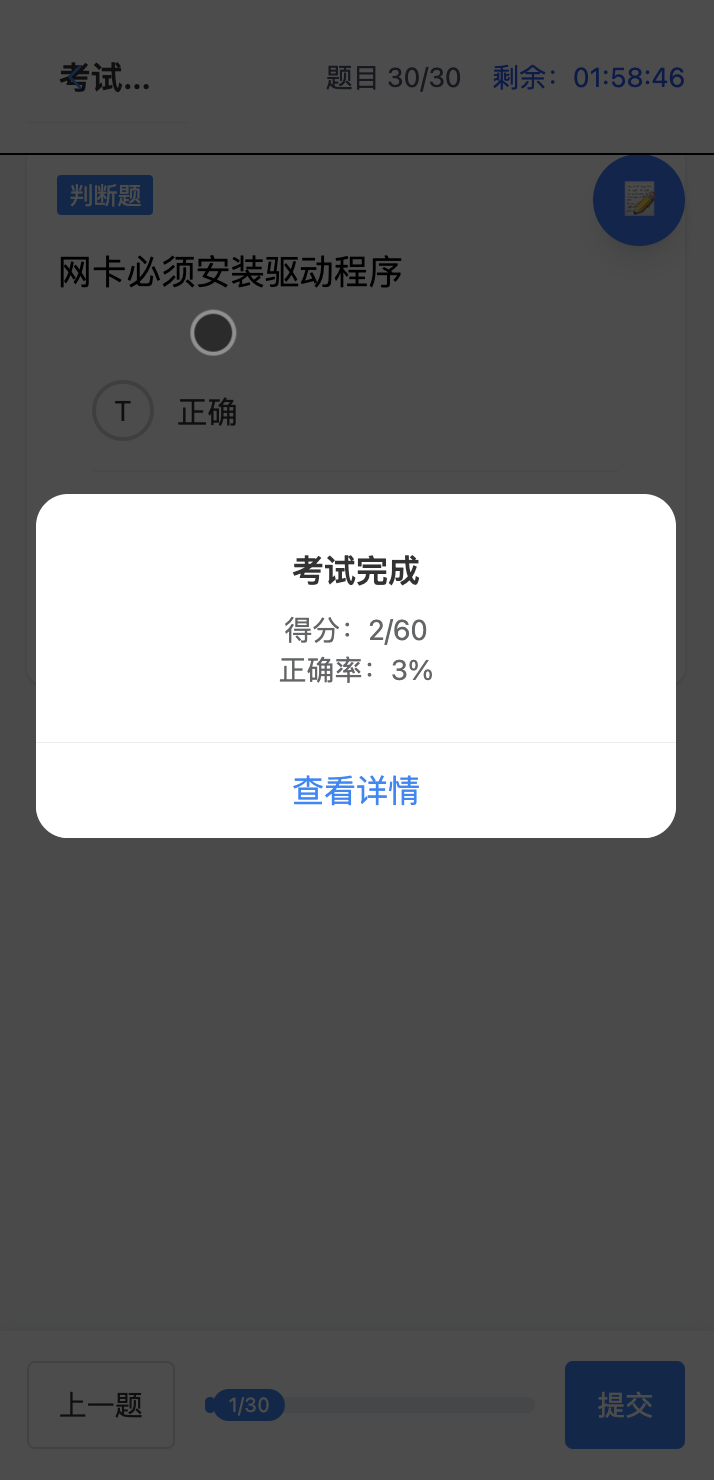 考试...
题目 30/30
剩余：01:58:46
判断题
网卡必须安装驱动程序
T
正确
考试完成
得分：2/60
正确率：3%
查看详情
上一题
1/30
提交